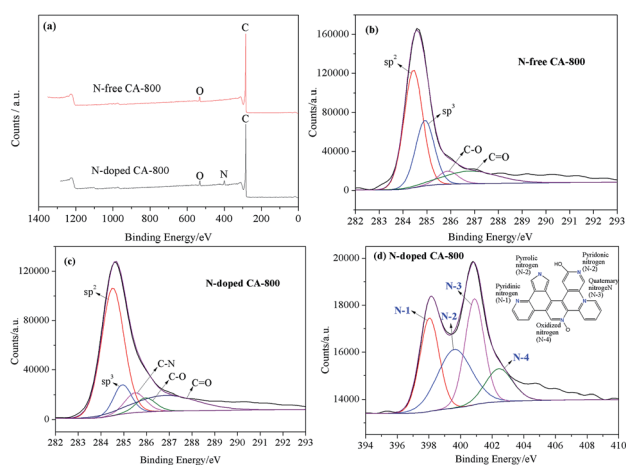 (a)
C
N-free CA-800
O
C
N-doped CA-800
O
N
Counts / a.u.
1400 1200 1000 800 600 400 200 0
Binding Energy/eV
(b)
N-free CA-800
sp2
sp3
C-O
C=O
Counts/a.u.
160000
120000
80000
40000
0
282 283 284 285 286 287 288 289 290 291 292 293
Binding Energy/eV
(c)
N-doped CA-800
sp2
sp3
C-N
C-O
C=O
Counts/a.u.
120000
80000
40000
0
282 283 284 285 286 287 288 289 290 291 292 293
Binding Energy/eV
(d) N-doped CA-800
N-1
N-2
N-3
N-4
Pyrrolic
nitrogen
(N-2)
Pyridonic
nitrogen
(N-2)
Pyridinic
nitrogen
(N-1)
Quaternary
nitrogeN
(N-3)
Oxidized
nitrogen
(N-4)
HO
N
N
N
N
N
O
Counts/a.u.
20000
18000
16000
14000
394 396 398 400 402 404 406 408 410
Binding Energy/eV